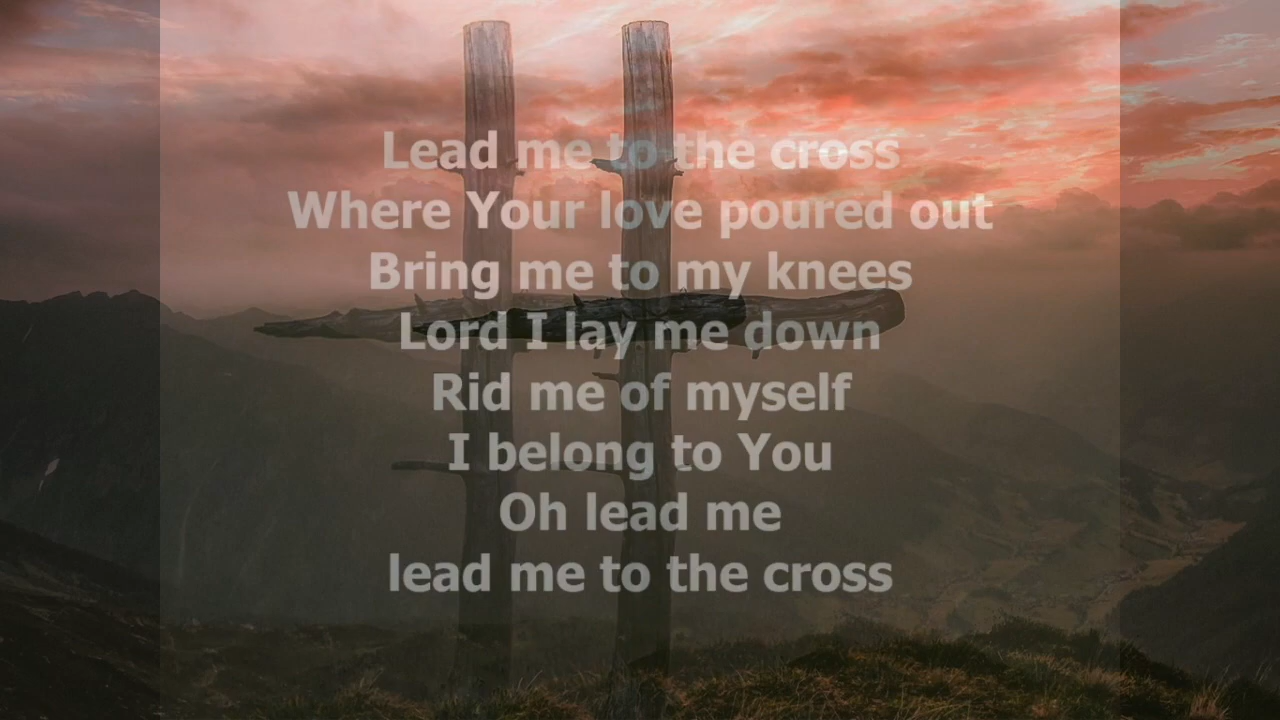 Lead me to the cross
Where Your love poured out
Bring me to my knees
Lord I lay me down
Rid me of myself
I belong to You
Oh lead me
lead me to the cross